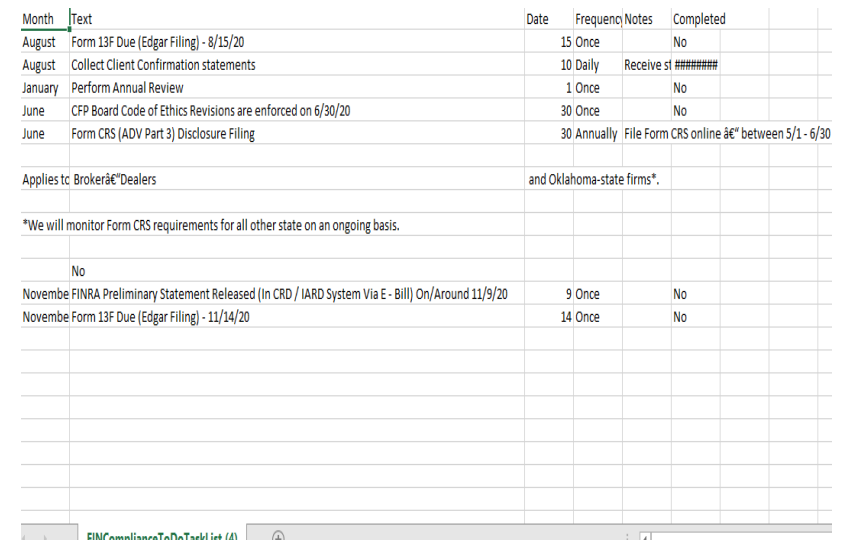 Month Text Date Frequency Notes Completed
August Form 13F Due (Edgar Filing) - 8/15/20 15 Once No
August Collect Client Confirmation statements 10 Daily Receive st ########
January Perform Annual Review 1 Once No
June CFP Board Code of Ethics Revisions are enforced on 6/30/20 30 Once No
June Form CRS (ADV Part 3) Disclosure Filing 30 Annually File Form CRS online â€“ between 5/1 - 6/30
Applies to Brokerâ€“Dealers and Oklahoma-state firms*.
*We will monitor Form CRS requirements for all other state on an ongoing basis.
No
Novembe FINRA Preliminary Statement Released (In CRD / IARD System Via E - Bill) On/Around 11/9/20 9 Once No
Novembe Form 13F Due (Edgar Filing) - 11/14/20 14 Once No
FINComplianceToDoTaskList (4)